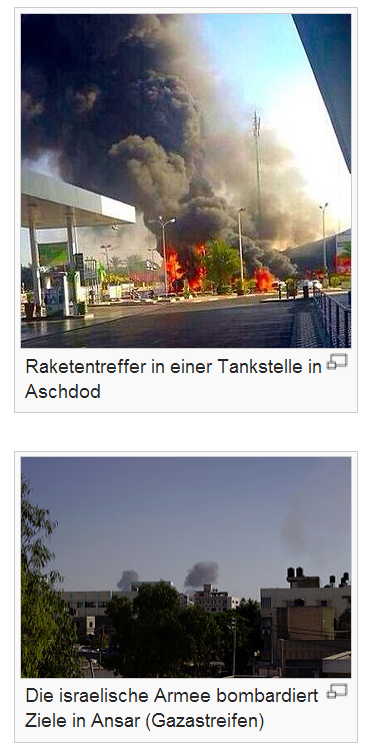 Raketentreffer in einer Tankstelle in
Aschdod
Die israelische Armee bombardiert
Ziele in Ansar (Gazastreifen)